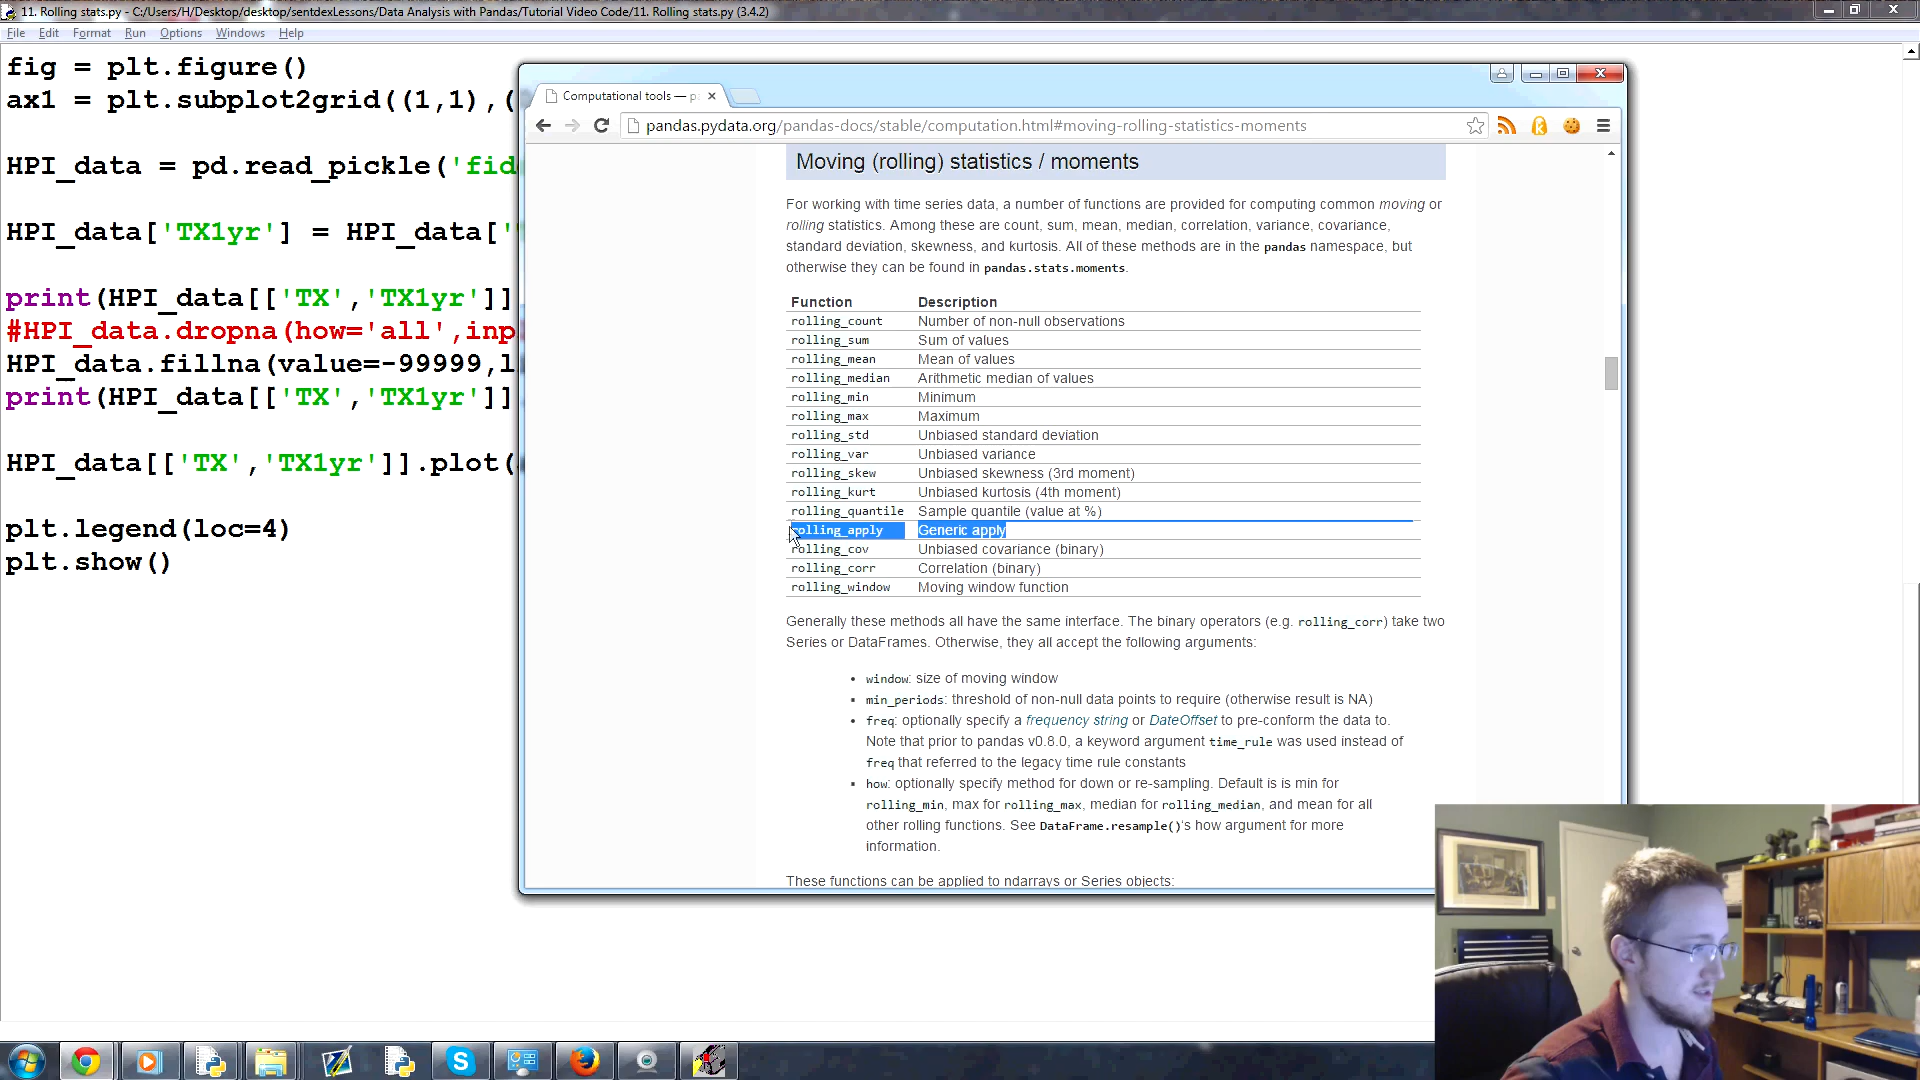 11. Rolling stats.py - C:/Users/H/Desktop/desktop/sentdexLessons/Data Analysis with Pandas/Tutorial Video Code/11. Rolling stats.py (3.4.2)
File Edit Format Run Options Windows Help
fig = plt.figure()
ax1 = plt.subplot2grid((1,1),(
HPI_data = pd.read_pickle('fid
HPI_data['TX1yr'] = HPI_data['
print(HPI_data[['TX','TX1yr']]
#HPI_data.dropna(how='all',inp
HPI_data.fillna(value=-99999,l
print(HPI_data[['TX','TX1yr']]
HPI_data[['TX','TX1yr']].plot(
plt.legend(loc=4)
plt.show()
Computational tools — p
pandas.pydata.org/pandas-docs/stable/computation.html#moving-rolling-statistics-moments
Moving (rolling) statistics / moments
For working with time series data, a number of functions are provided for computing common moving or
rolling statistics. Among these are count, sum, mean, median, correlation, variance, covariance,
standard deviation, skewness, and kurtosis. All of these methods are in the pandas namespace, but
otherwise they can be found in pandas.stats.moments.
Function Description
rolling_count Number of non-null observations
rolling_sum Sum of values
rolling_mean Mean of values
rolling_median Arithmetic median of values
rolling_min Minimum
rolling_max Maximum
rolling_std Unbiased standard deviation
rolling_var Unbiased variance
rolling_skew Unbiased skewness (3rd moment)
rolling_kurt Unbiased kurtosis (4th moment)
rolling_quantile Sample quantile (value at %)
rolling_apply Generic apply
rolling_cov Unbiased covariance (binary)
rolling_corr Correlation (binary)
rolling_window Moving window function
Generally these methods all have the same interface. The binary operators (e.g. rolling_corr) take two
Series or DataFrames. Otherwise, they all accept the following arguments:
• window: size of moving window
• min_periods: threshold of non-null data points to require (otherwise result is NA)
• freq: optionally specify a frequency string or DateOffset to pre-conform the data to.
Note that prior to pandas v0.8.0, a keyword argument time_rule was used instead of
freq that referred to the legacy time rule constants
• how: optionally specify method for down or re-sampling. Default is is min for
rolling_min, max for rolling_max, median for rolling_median, and mean for all
other rolling functions. See DataFrame.resample()'s how argument for more
information.
These functions can be applied to ndarrays or Series objects: